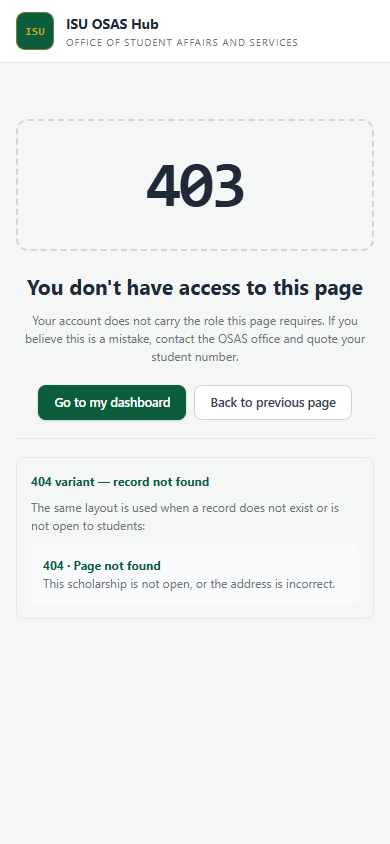 ISU
ISU OSAS Hub
OFFICE OF STUDENT AFFAIRS AND SERVICES
403
You don't have access to this page
Your account does not carry the role this page requires. If you
believe this is a mistake, contact the OSAS office and quote your
student number.
Go to my dashboard
Back to previous page
404 variant — record not found
The same layout is used when a record does not exist or is
not open to students:
404 · Page not found
This scholarship is not open, or the address is incorrect.